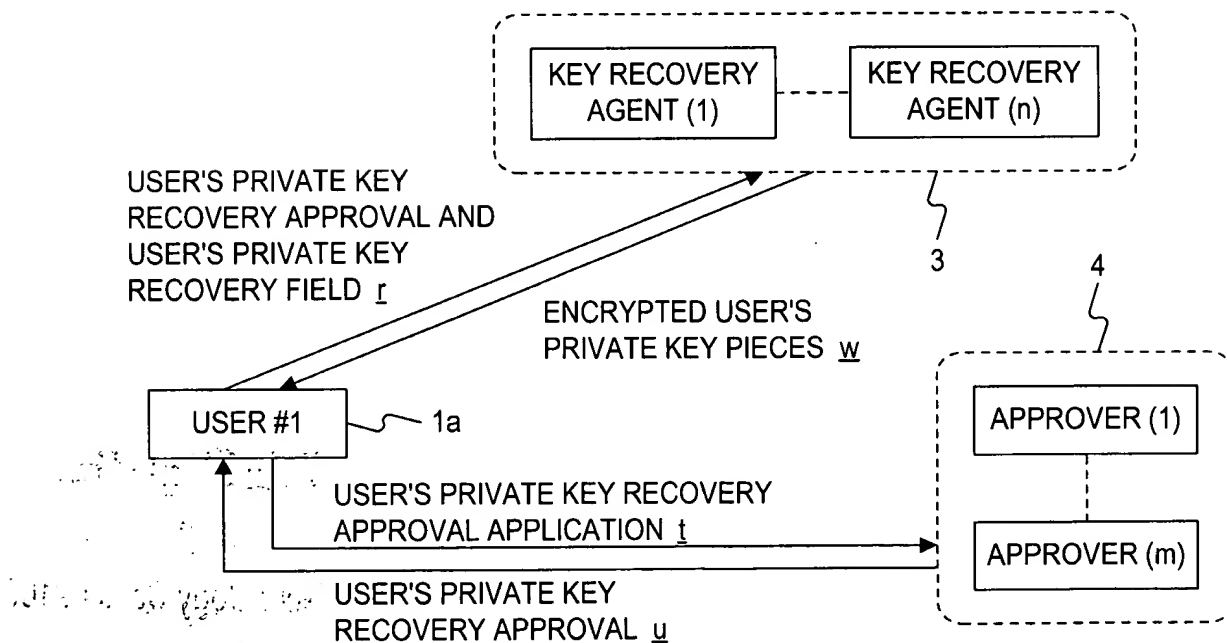 KEY RECOVERY
AGENT (1)
KEY RECOVERY
AGENT (n)
USER'S PRIVATE KEY
RECOVERY APPROVAL AND
USER'S PRIVATE KEY
RECOVERY FIELD r
3
4
ENCRYPTED USER'S
PRIVATE KEY PIECES w
USER #1
1a
APPROVER (1)
USER'S PRIVATE KEY RECOVERY
APPROVAL APPLICATION t
APPROVER (m)
USER'S PRIVATE KEY
RECOVERY APPROVAL u